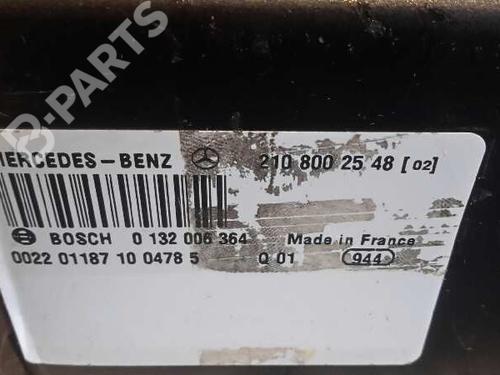 B-PARTS
MERCEDES-BENZ 210 800 25 48 [02]
BOSCH 0 132 006 364 Made in France
0022 01187 10 0478 5 Q 01 944